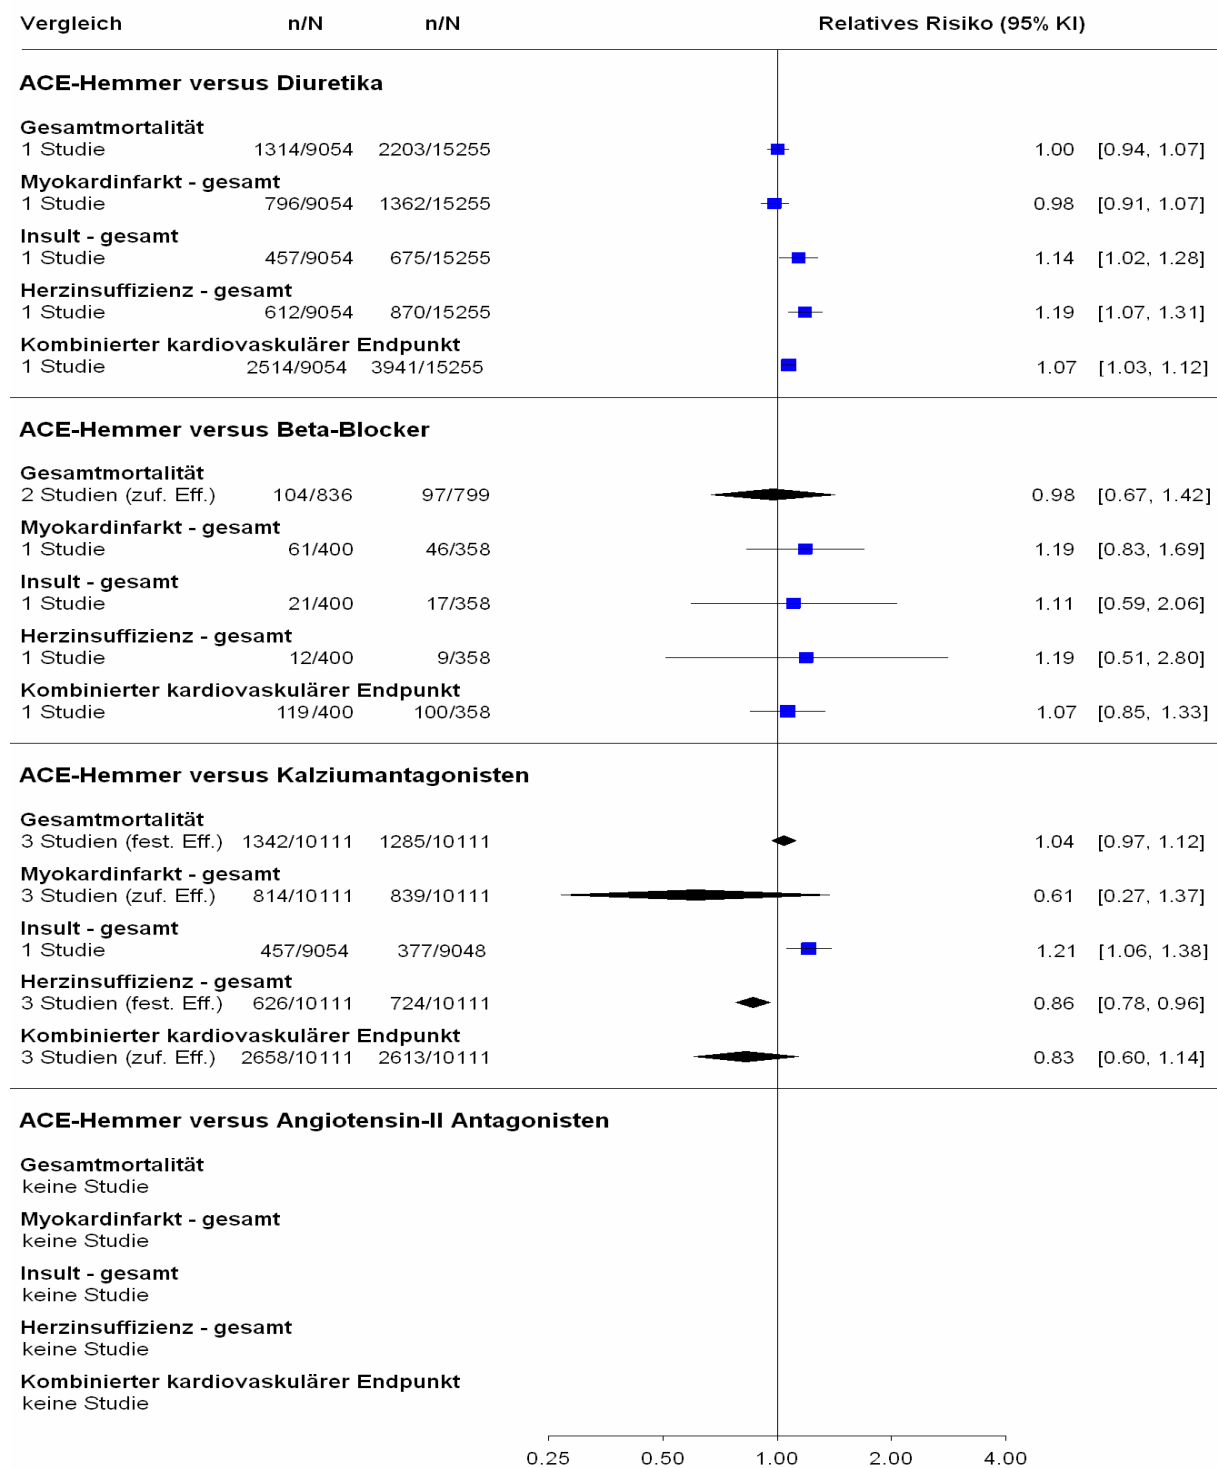 Vergleich n/N n/N Relatives Risiko (95% KI)
ACE-Hemmer versus Diuretika
Gesamtmortalität
1 Studie 1314/9054 2203/15255 1.00 [0.94, 1.07]
Myokardinfarkt - gesamt
1 Studie 796/9054 1362/15255 0.98 [0.91, 1.07]
Insult - gesamt
1 Studie 457/9054 675/15255 1.14 [1.02, 1.28]
Herzinsuffizienz - gesamt
1 Studie 612/9054 870/15255 1.19 [1.07, 1.31]
Kombinierter kardiovaskulärer Endpunkt
1 Studie 2514/9054 3941/15255 1.07 [1.03, 1.12]
ACE-Hemmer versus Beta-Blocker
Gesamtmortalität
2 Studien (zuf. Eff.) 104/836 97/799 0.98 [0.67, 1.42]
Myokardinfarkt - gesamt
1 Studie 61/400 46/358 1.19 [0.83, 1.69]
Insult - gesamt
1 Studie 21/400 17/358 1.11 [0.59, 2.06]
Herzinsuffizienz - gesamt
1 Studie 12/400 9/358 1.19 [0.51, 2.80]
Kombinierter kardiovaskulärer Endpunkt
1 Studie 119/400 100/358 1.07 [0.85, 1.33]
ACE-Hemmer versus Kalziumantagonisten
Gesamtmortalität
3 Studien (fest. Eff.) 1342/10111 1285/10111 1.04 [0.97, 1.12]
Myokardinfarkt - gesamt
3 Studien (zuf. Eff.) 814/10111 839/10111 0.61 [0.27, 1.37]
Insult - gesamt
1 Studie 457/9054 377/9048 1.21 [1.06, 1.38]
Herzinsuffizienz - gesamt
3 Studien (fest. Eff.) 626/10111 724/10111 0.86 [0.78, 0.96]
Kombinierter kardiovaskulärer Endpunkt
3 Studien (zuf. Eff.) 2658/10111 2613/10111 0.83 [0.60, 1.14]
ACE-Hemmer versus Angiotensin-II Antagonisten
Gesamtmortalität
keine Studie
Myokardinfarkt - gesamt
keine Studie
Insult - gesamt
keine Studie
Herzinsuffizienz - gesamt
keine Studie
Kombinierter kardiovaskulärer Endpunkt
keine Studie
0.25 0.50 1.00 2.00 4.00